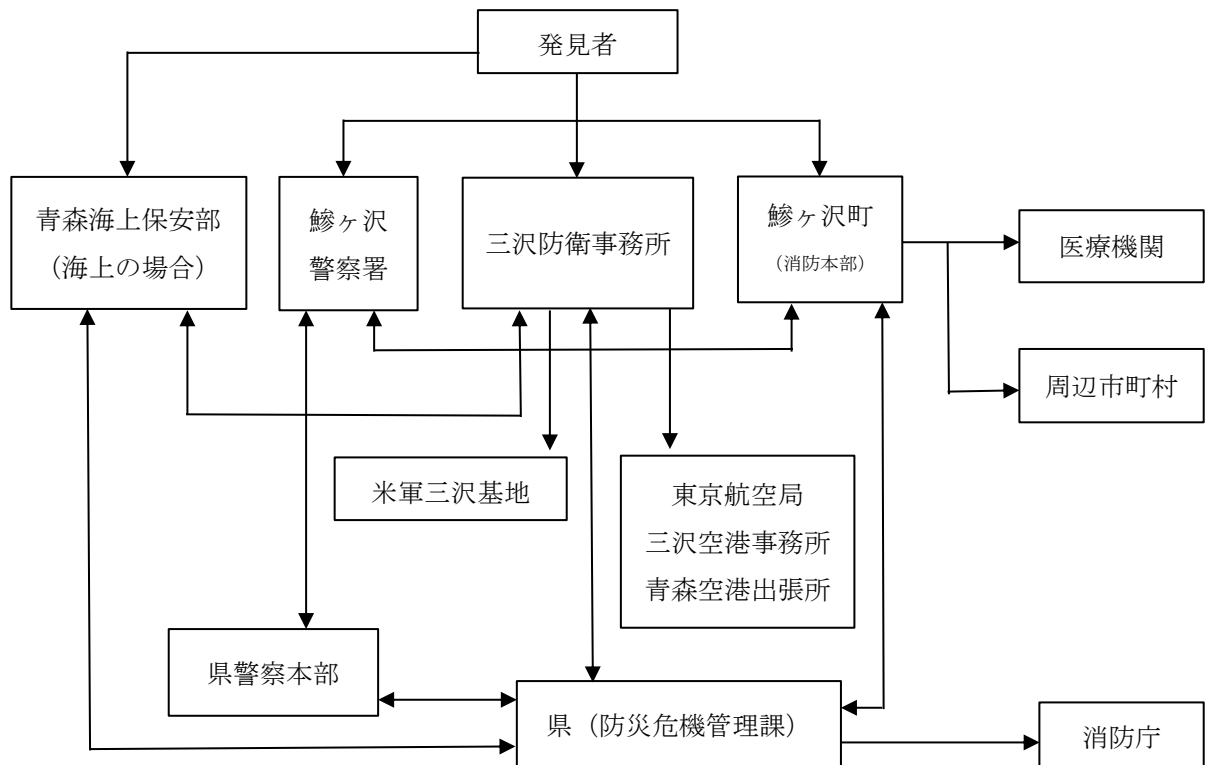 発見者
青森海上保安部
（海上の場合）
鰺ヶ沢
警察署
三沢防衛事務所
鰺ヶ沢町
（消防本部）
医療機関
周辺市町村
米軍三沢基地
東京航空局
三沢空港事務所
青森空港出張所
県警察本部
県（防災危機管理課）
消防庁